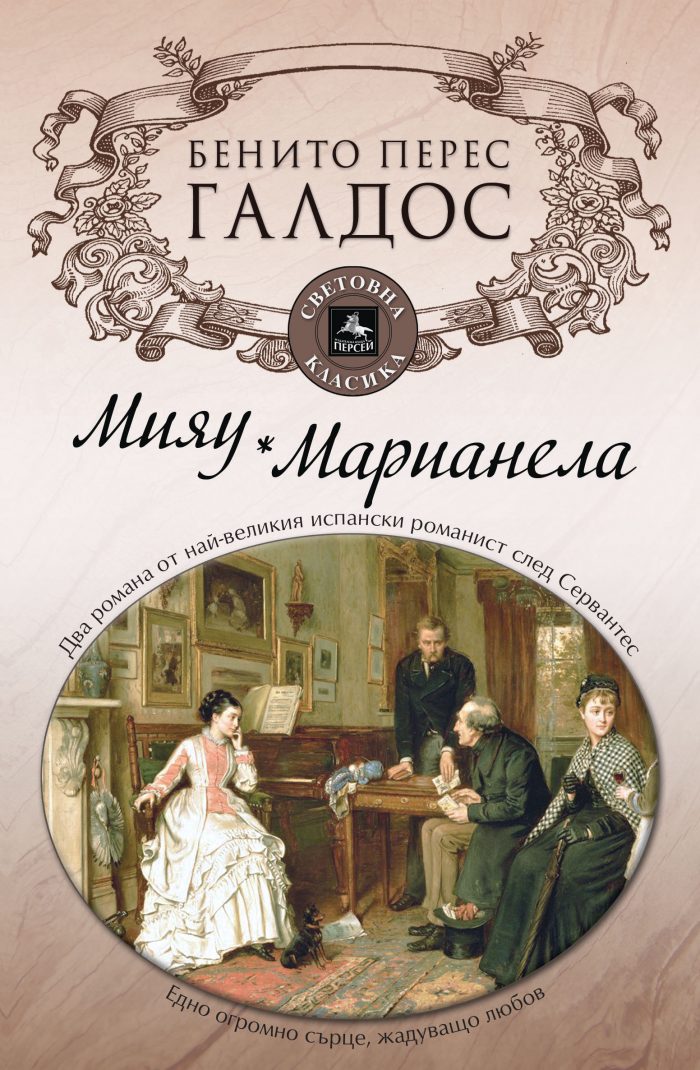 БЕНИТО ПЕРЕС
ГАЛДОС
СВЕТОВНА
ПЕРСЕЙ
КЛАСИКА
Мияу * Марианела
Два романа от най-великия испански романист след Сервантес
Едно огромно сърце, жадуващо любов